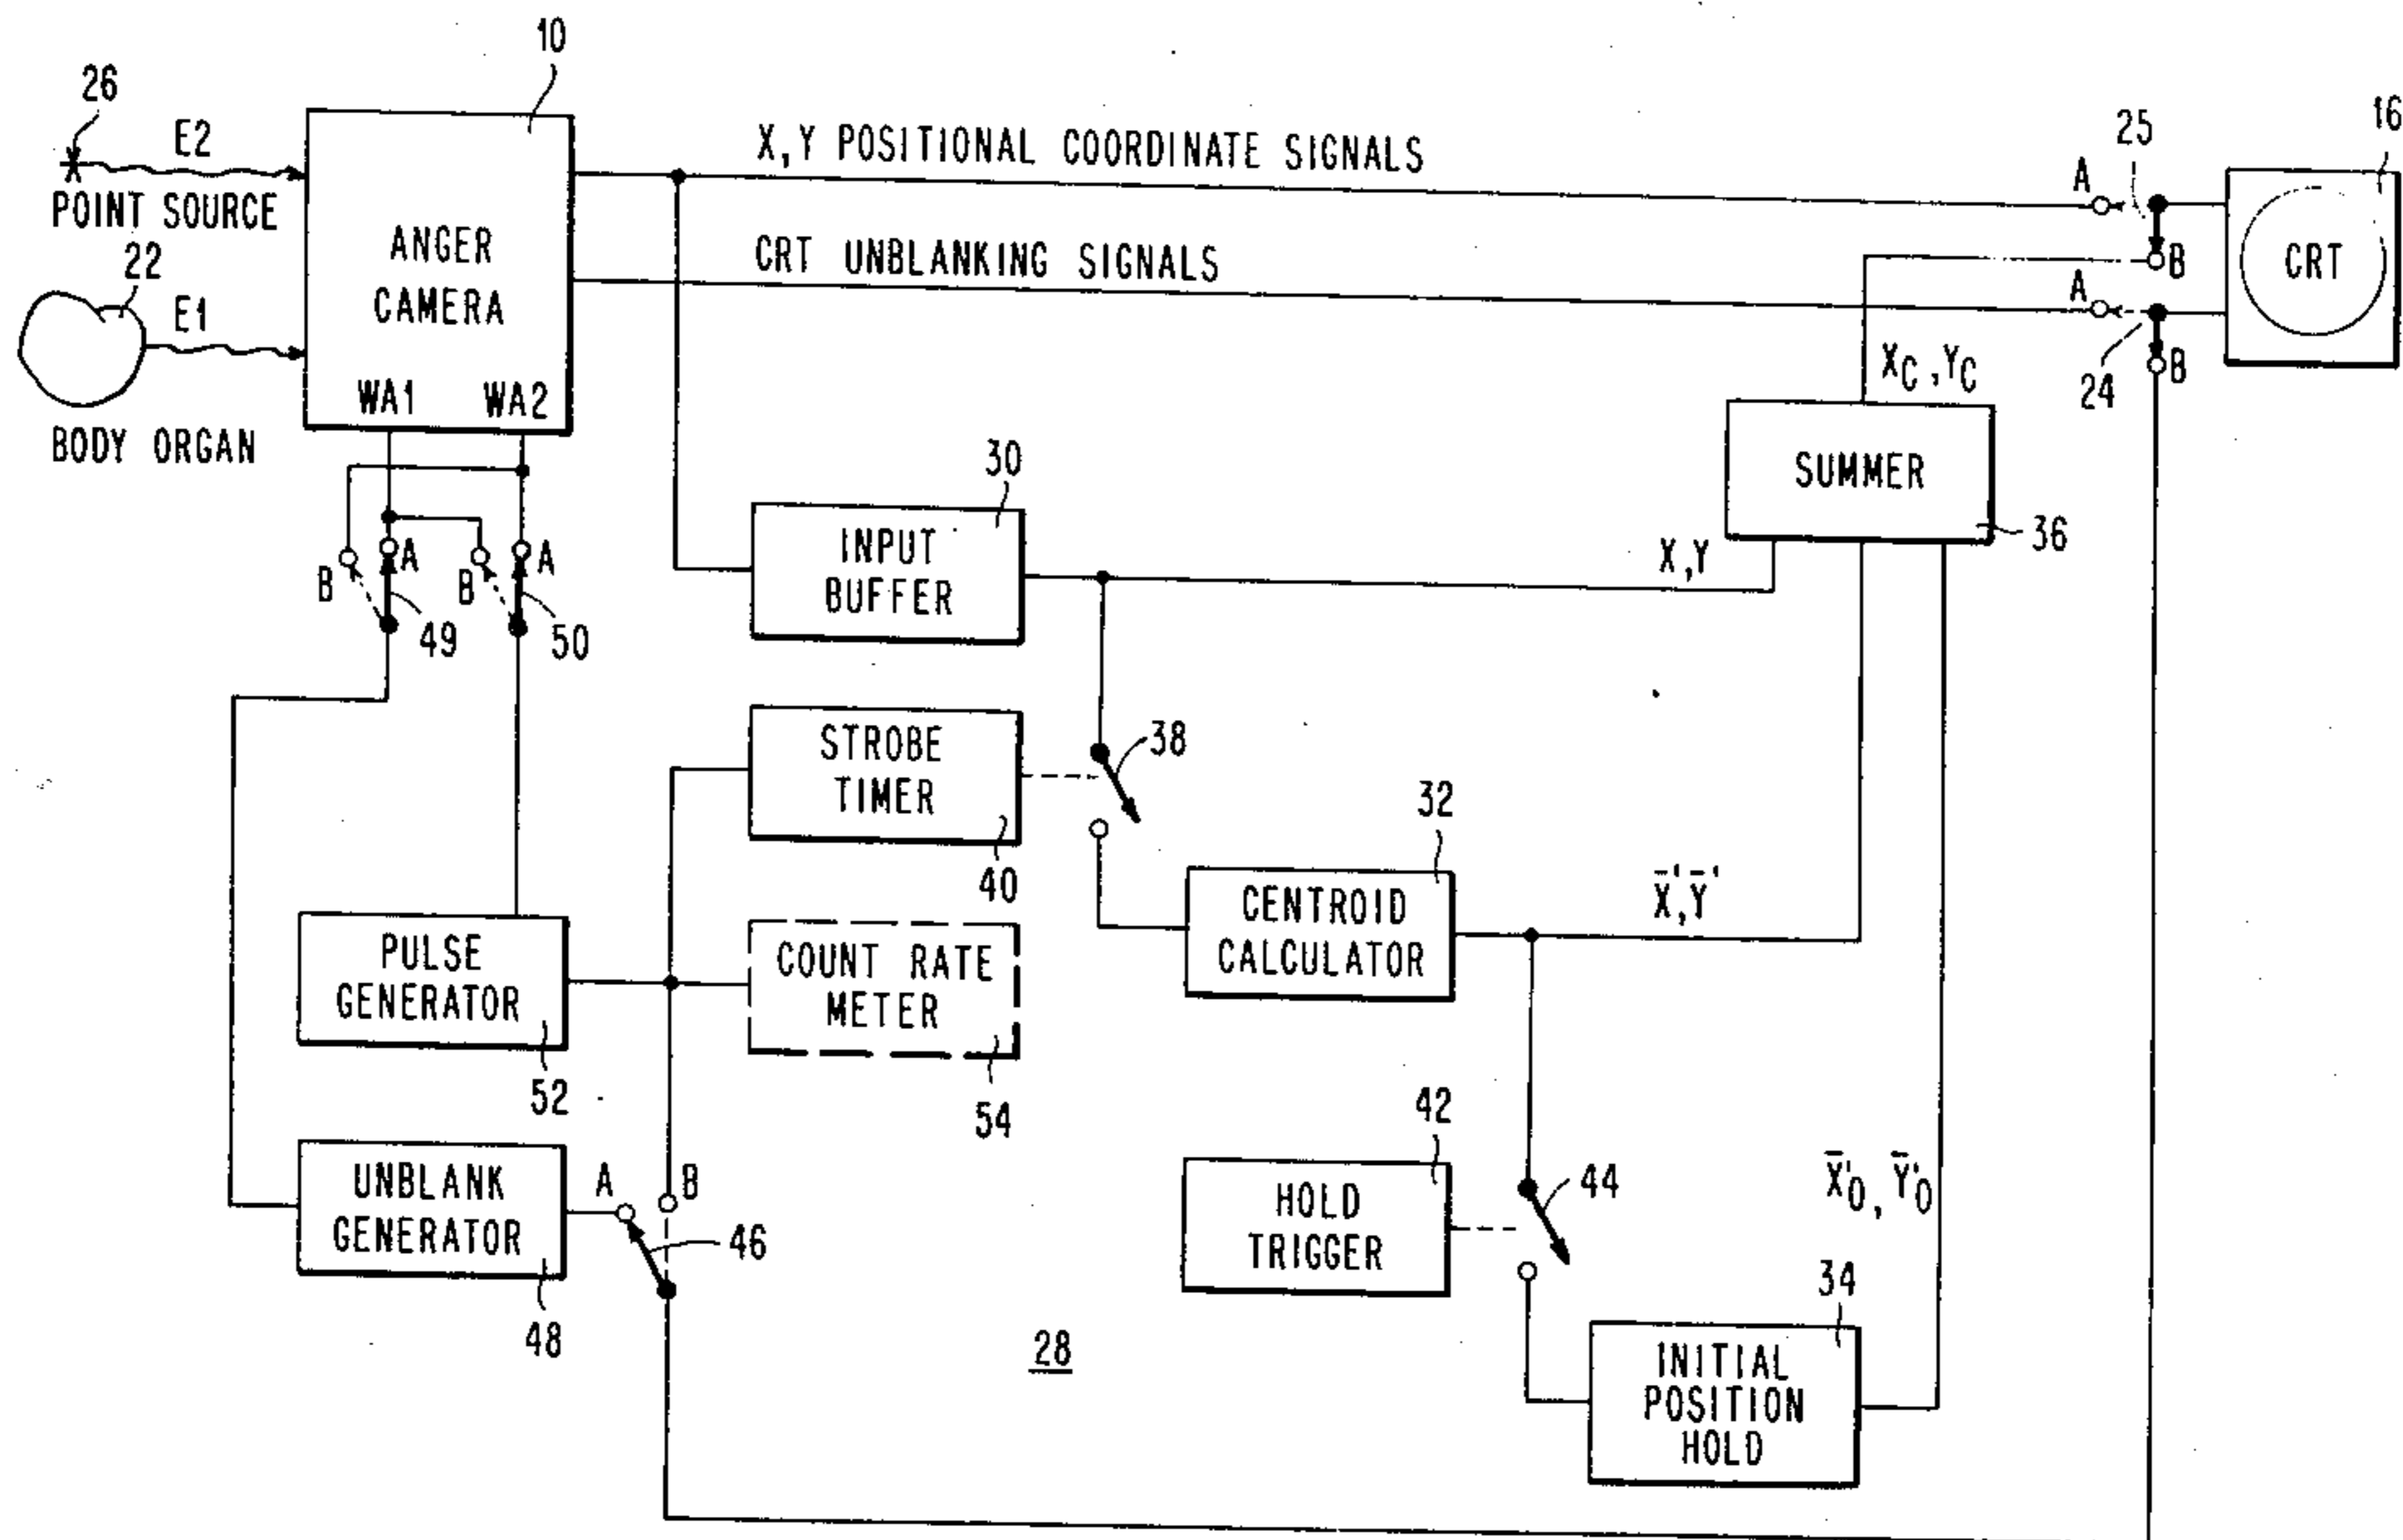 10
26
E2
POINT SOURCE
22
E1
BODY ORGAN
ANGER
CAMERA
WA1 WA2
X,Y POSITIONAL COORDINATE SIGNALS
CRT UNBLANKING SIGNALS
A
25
B
A
24
B
16
CRT
X_C, Y_C
SUMMER
36
B A
49
B A
50
30
INPUT
BUFFER
X,Y
STROBE
TIMER
40
38
32
CENTROID
CALCULATOR
X̄', Ȳ'
PULSE
GENERATOR
52
COUNT RATE
METER
54
UNBLANK
GENERATOR
48
A B
46
42
HOLD
TRIGGER
44
X̄'₀, Ȳ'₀
34
INITIAL
POSITION
HOLD
28